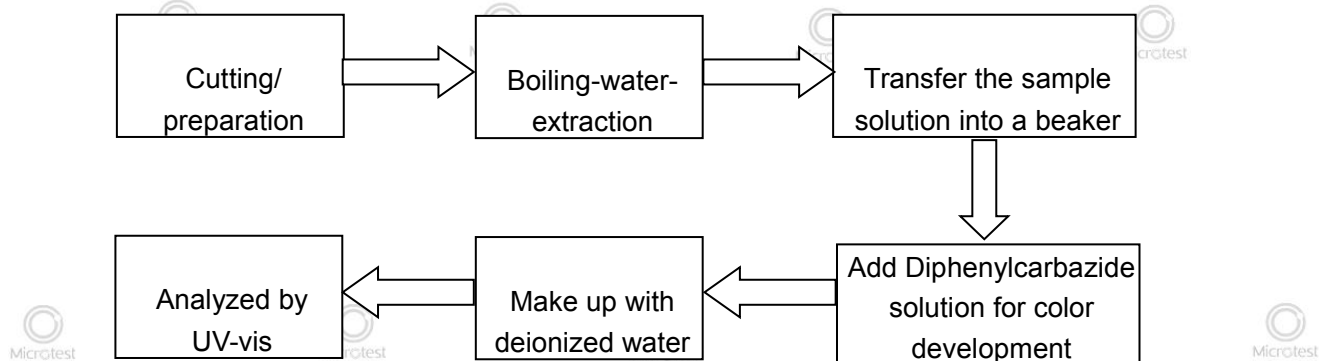 Cutting/
preparation
Boiling-water-
extraction
Transfer the sample
solution into a beaker
Add Diphenylcarbazide
solution for color
development
Make up with
deionized water
Analyzed by
UV-vis
Microtest
Microtest